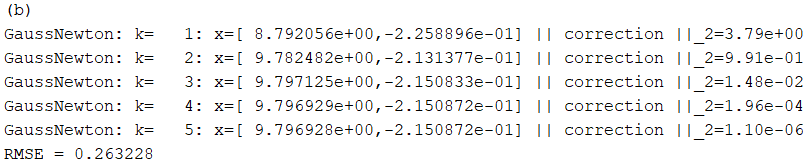 (b)
GaussNewton: k=   1: x=[ 8.792056e+00,-2.258896e-01] || correction ||_2=3.79e+00
GaussNewton: k=   2: x=[ 9.782482e+00,-2.131377e-01] || correction ||_2=9.91e-01
GaussNewton: k=   3: x=[ 9.797125e+00,-2.150833e-01] || correction ||_2=1.48e-02
GaussNewton: k=   4: x=[ 9.796929e+00,-2.150872e-01] || correction ||_2=1.96e-04
GaussNewton: k=   5: x=[ 9.796928e+00,-2.150872e-01] || correction ||_2=1.10e-06
RMSE = 0.263228